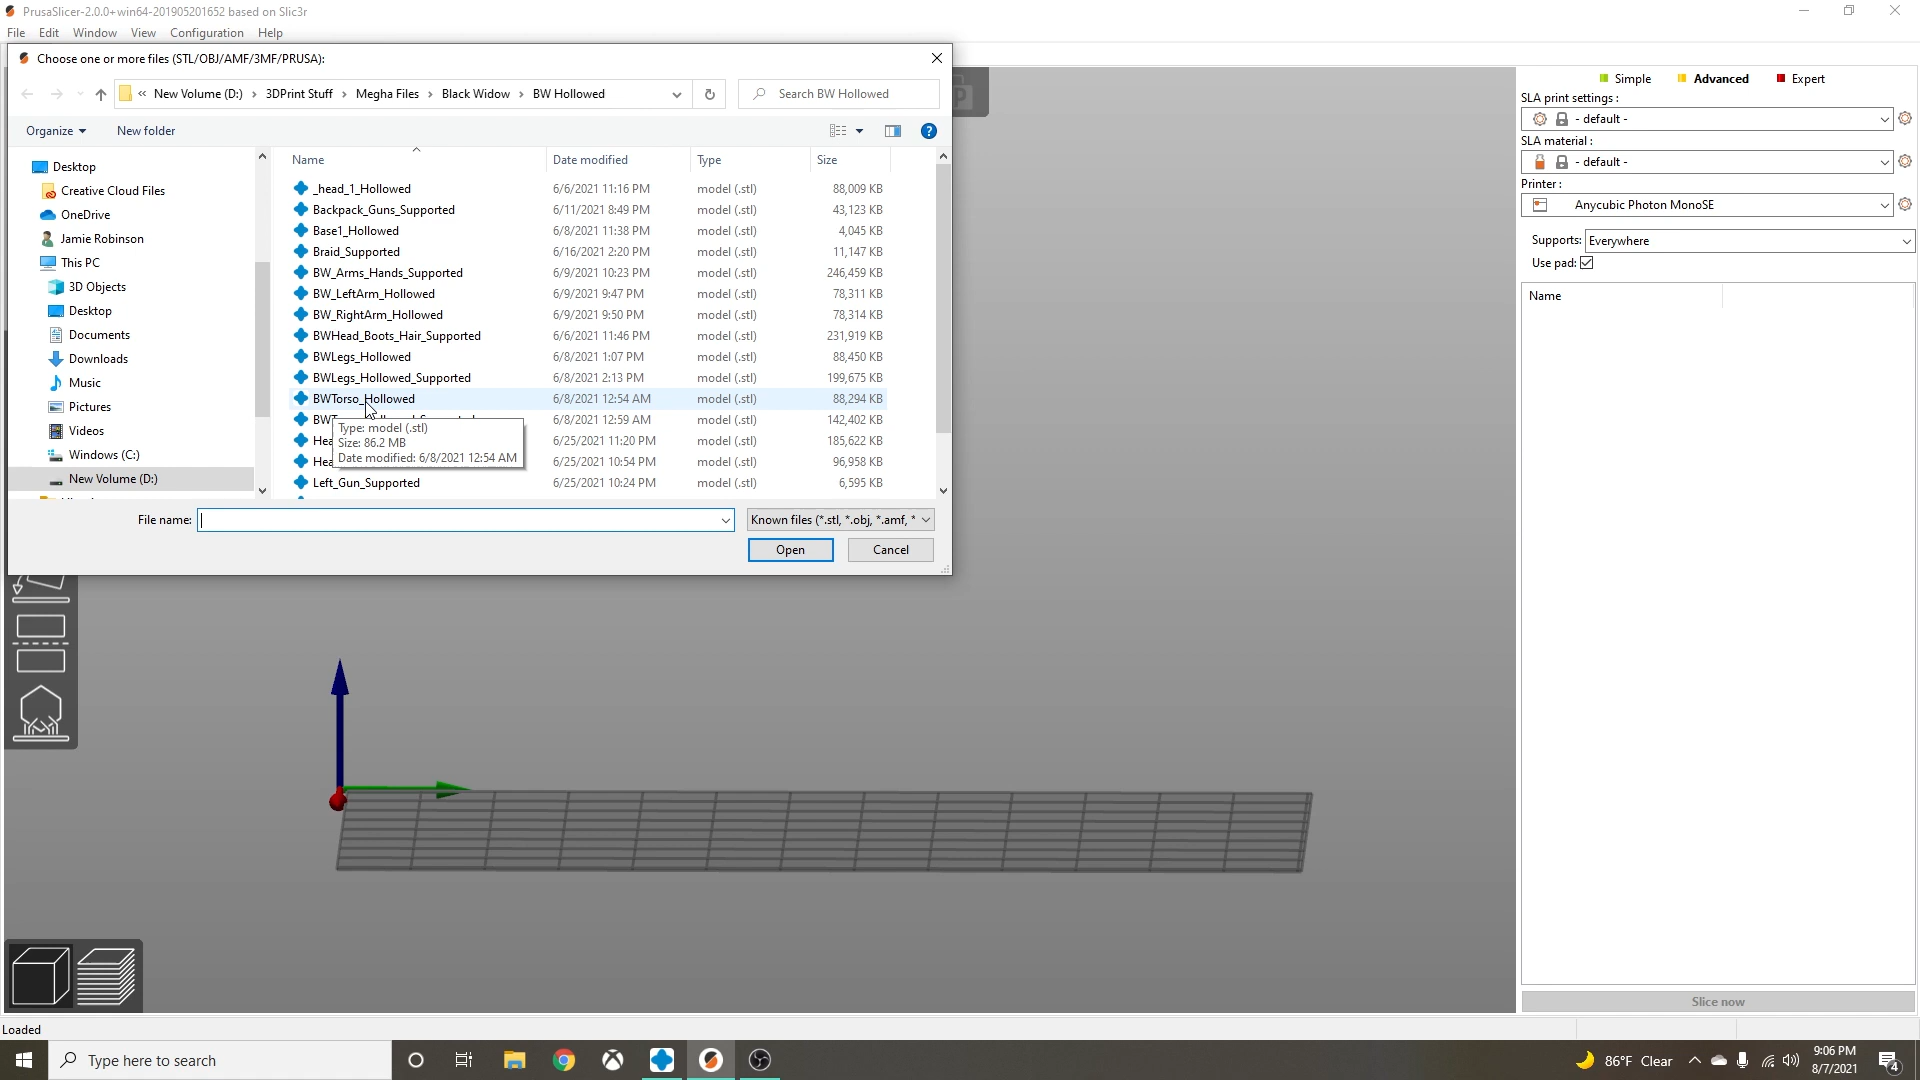 PrusaSlicer-2.0.0+win64-201905201652 based on Slic3r
File Edit Window View Configuration Help
Choose one or more files (STL/OBJ/AMF/3MF/PRUSA):
« New Volume (D:) › 3DPrint Stuff › Megha Files › Black Widow › BW Hollowed
Search BW Hollowed
Organize
New folder
Desktop
Creative Cloud Files
OneDrive
Jamie Robinson
This PC
3D Objects
Desktop
Documents
Downloads
Music
Pictures
Videos
Windows (C:)
New Volume (D:)
Name Date modified Type Size
_head_1_Hollowed 6/6/2021 11:16 PM model (.stl) 88,009 KB
Backpack_Guns_Supported 6/11/2021 8:49 PM model (.stl) 43,123 KB
Base1_Hollowed 6/8/2021 11:38 PM model (.stl) 4,045 KB
Braid_Supported 6/16/2021 2:20 PM model (.stl) 11,147 KB
BW_Arms_Hands_Supported 6/9/2021 10:23 PM model (.stl) 246,459 KB
BW_LeftArm_Hollowed 6/9/2021 9:47 PM model (.stl) 78,311 KB
BW_RightArm_Hollowed 6/9/2021 9:50 PM model (.stl) 78,314 KB
BWHead_Boots_Hair_Supported 6/6/2021 11:46 PM model (.stl) 231,919 KB
BWLegs_Hollowed 6/8/2021 1:07 PM model (.stl) 88,450 KB
BWLegs_Hollowed_Supported 6/8/2021 2:13 PM model (.stl) 199,675 KB
BWTorso_Hollowed 6/8/2021 12:54 AM model (.stl) 88,294 KB
6/8/2021 12:59 AM model (.stl) 142,402 KB
6/25/2021 11:20 PM model (.stl) 185,622 KB
6/25/2021 10:54 PM model (.stl) 96,958 KB
Left_Gun_Supported 6/25/2021 10:24 PM model (.stl) 6,595 KB
Type: model (.stl)
Size: 86.2 MB
Date modified: 6/8/2021 12:54 AM
File name:
Known files (*.stl, *.obj, *.amf, *
Open
Cancel
Simple Advanced Expert
SLA print settings :
- default -
SLA material :
- default -
Printer :
Anycubic Photon MonoSE
Supports: Everywhere
Use pad:
Name
Slice now
Loaded
Type here to search
86°F Clear
9:06 PM
8/7/2021
4